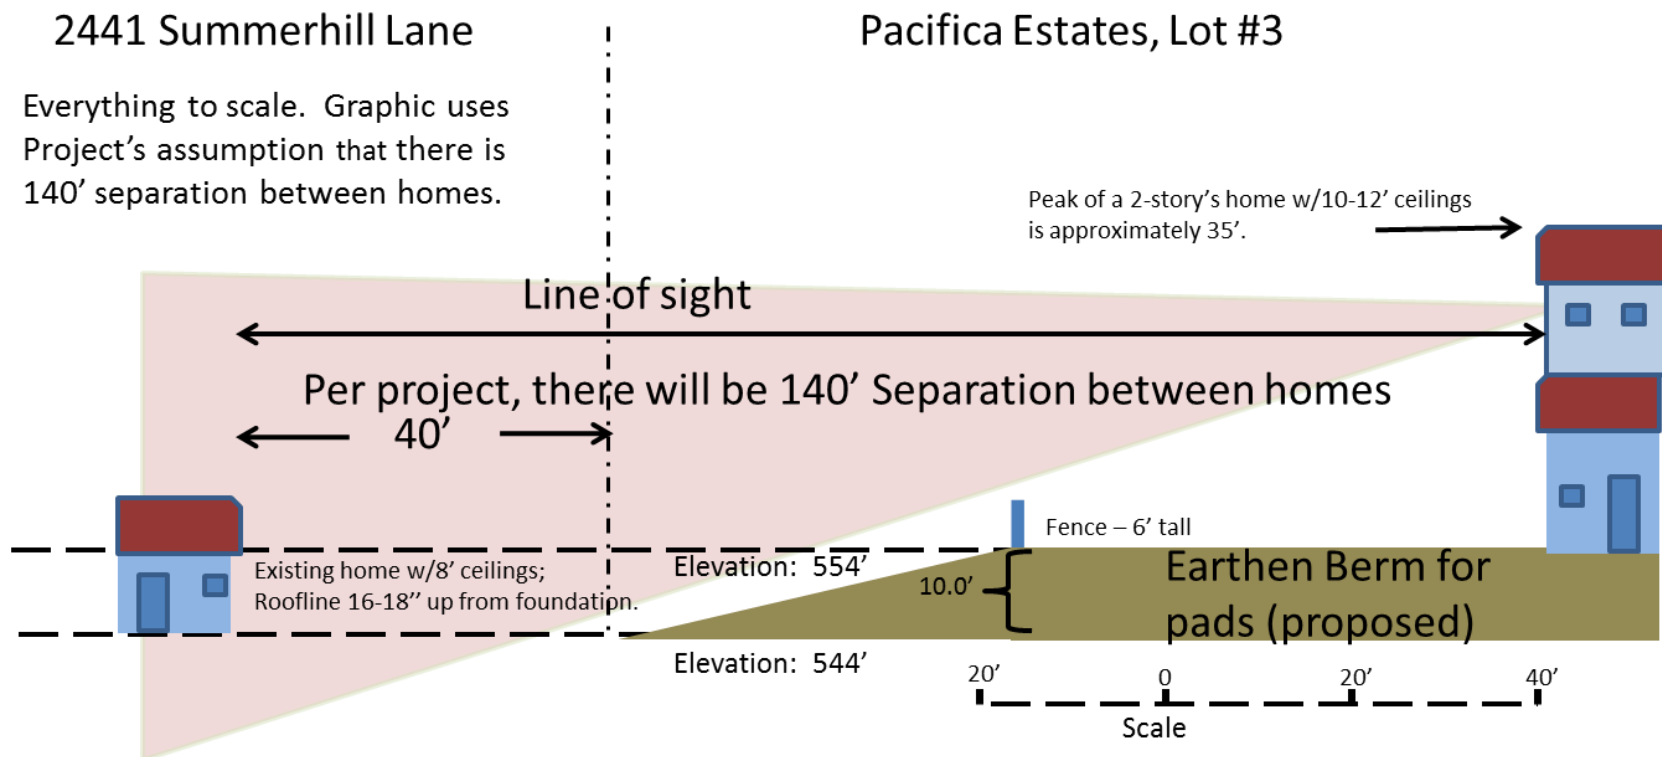 2441 Summerhill Lane
Pacifica Estates, Lot #3
Everything to scale.  Graphic uses
Project’s assumption that there is
140’ separation between homes.
Peak of a 2-story’s home w/10-12’ ceilings
is approximately 35’.
Line of sight
Per project, there will be 140’ Separation between homes
40’
Fence – 6’ tall
Existing home w/8’ ceilings;
Roofline 16-18’’ up from foundation.
Elevation:  554’
10.0’
Earthen Berm for
pads (proposed)
Elevation:  544’
20’ 0 20’ 40’
Scale